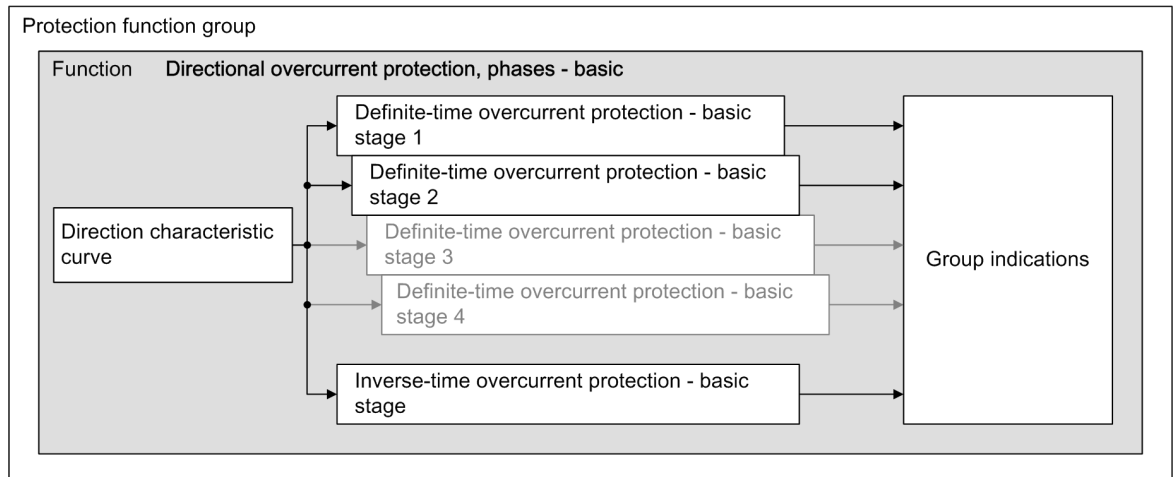 Protection function group
Function Directional overcurrent protection, phases - basic
Definite-time overcurrent protection - basic
stage 1
Definite-time overcurrent protection - basic
stage 2
Direction characteristic
curve
Definite-time overcurrent protection - basic
stage 3
Definite-time overcurrent protection - basic
stage 4
Inverse-time overcurrent protection - basic
stage
Group indications